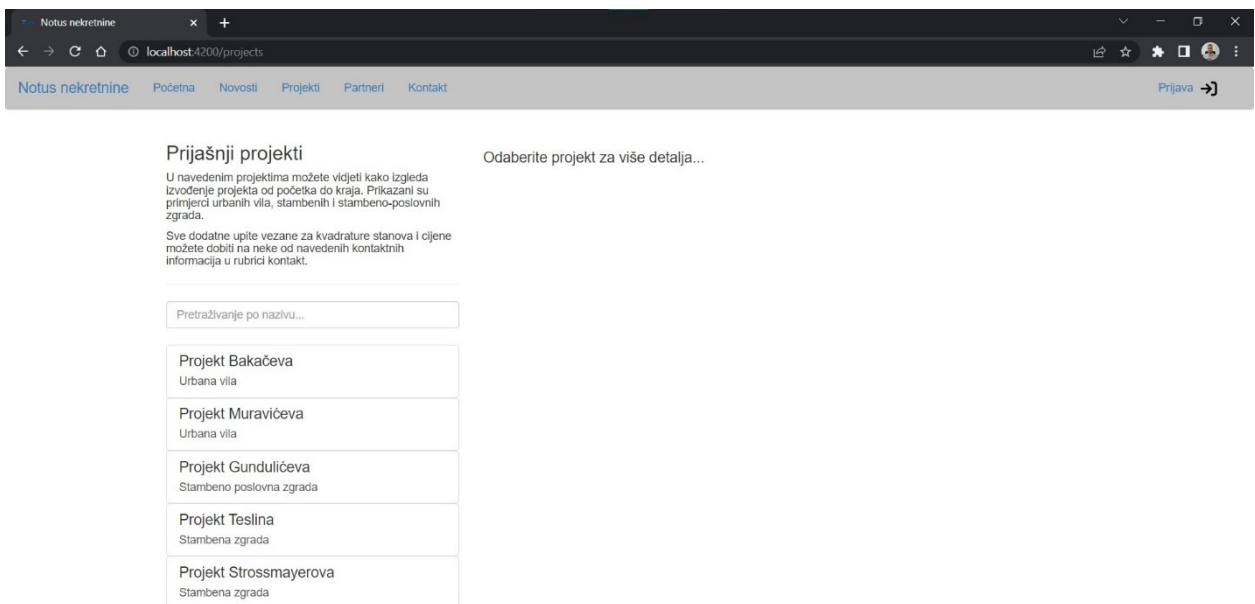 Notus nekretnine
localhost:4200/projects
Notus nekretnine Početna Novosti Projekti Partneri Kontakt Prijava
Prijašnji projekti
U navedenim projektima možete vidjeti kako izgleda
izvođenje projekta od početka do kraja. Prikazani su
primjerci urbanih vila, stambenih i stambeno-poslovnih
zgrada.
Sve dodatne upite vezane za kvadrature stanova i cijene
možete dobiti na neke od navedenih kontaktnih
informacija u rubrici kontakt.
Pretraživanje po nazivu...
Projekt Bakačeva
Urbana vila
Projekt Muravićeva
Urbana vila
Projekt Gundulićeva
Stambeno poslovna zgrada
Projekt Teslina
Stambena zgrada
Projekt Strossmayerova
Stambena zgrada
Odaberite projekt za više detalja...